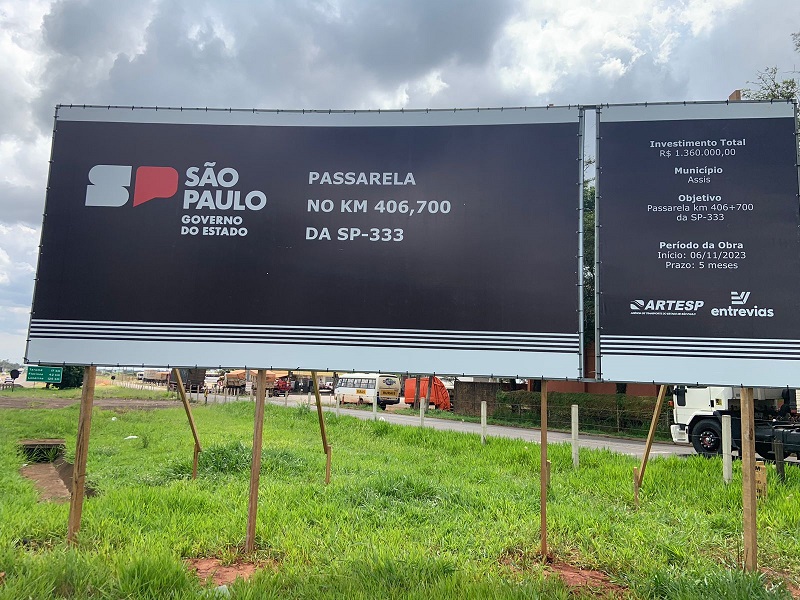 SP
SÃO
PAULO
GOVERNO
DO ESTADO
PASSARELA
NO KM 406,700
DA SP-333
Investimento Total
R$ 1.360.000,00
Município
Assis
Objetivo
Passarela km 406+700
da SP-333
Período da Obra
Início: 06/11/2023
Prazo: 5 meses
ARTESP
entrevias